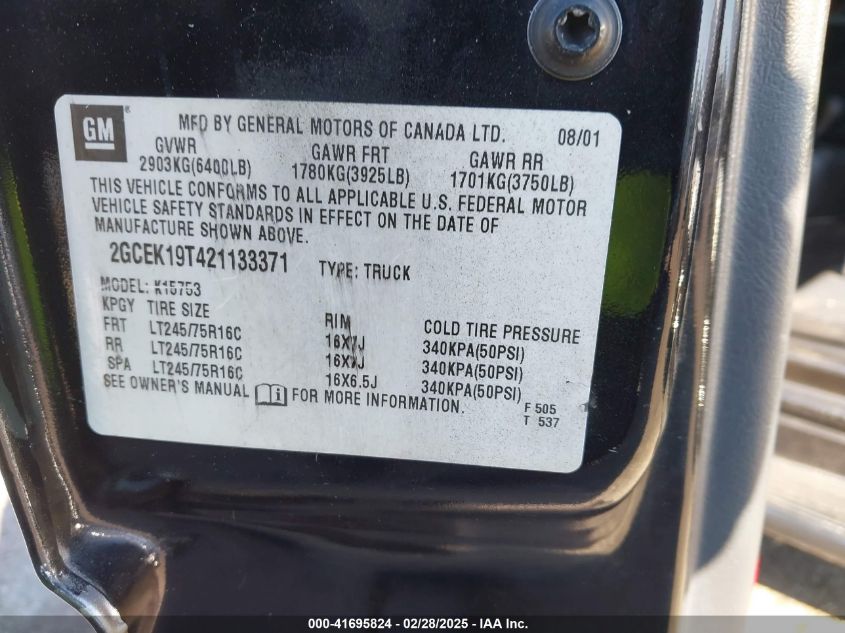 GM
MFD BY GENERAL MOTORS OF CANADA LTD. 08/01
GVWR GAWR FRT GAWR RR
2903KG(6400LB) 1780KG(3925LB) 1701KG(3750LB)
THIS VEHICLE CONFORMS TO ALL APPLICABLE U.S. FEDERAL MOTOR
VEHICLE SAFETY STANDARDS IN EFFECT ON THE DATE OF
MANUFACTURE SHOWN ABOVE.
2GCEK19T421133371 TYPE: TRUCK
MODEL: K15753
KPGY TIRE SIZE RIM COLD TIRE PRESSURE
FRT LT245/75R16C 16X7J 340KPA(50PSI)
RR LT245/75R16C 16X7J 340KPA(50PSI)
SPA LT245/75R16C 16X6.5J 340KPA(50PSI)
SEE OWNER'S MANUAL FOR MORE INFORMATION.
F 505
T 537
000-41695824 - 02/28/2025 - IAA Inc.